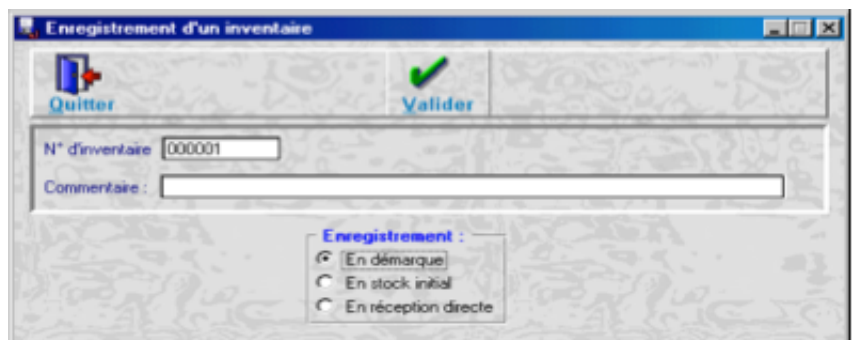 Enregistrement d'un inventaire
Quitter Valider
N° d'inventaire 000001
Commentaire :
Enregistrement :
En démarque
En stock initial
En réception directe